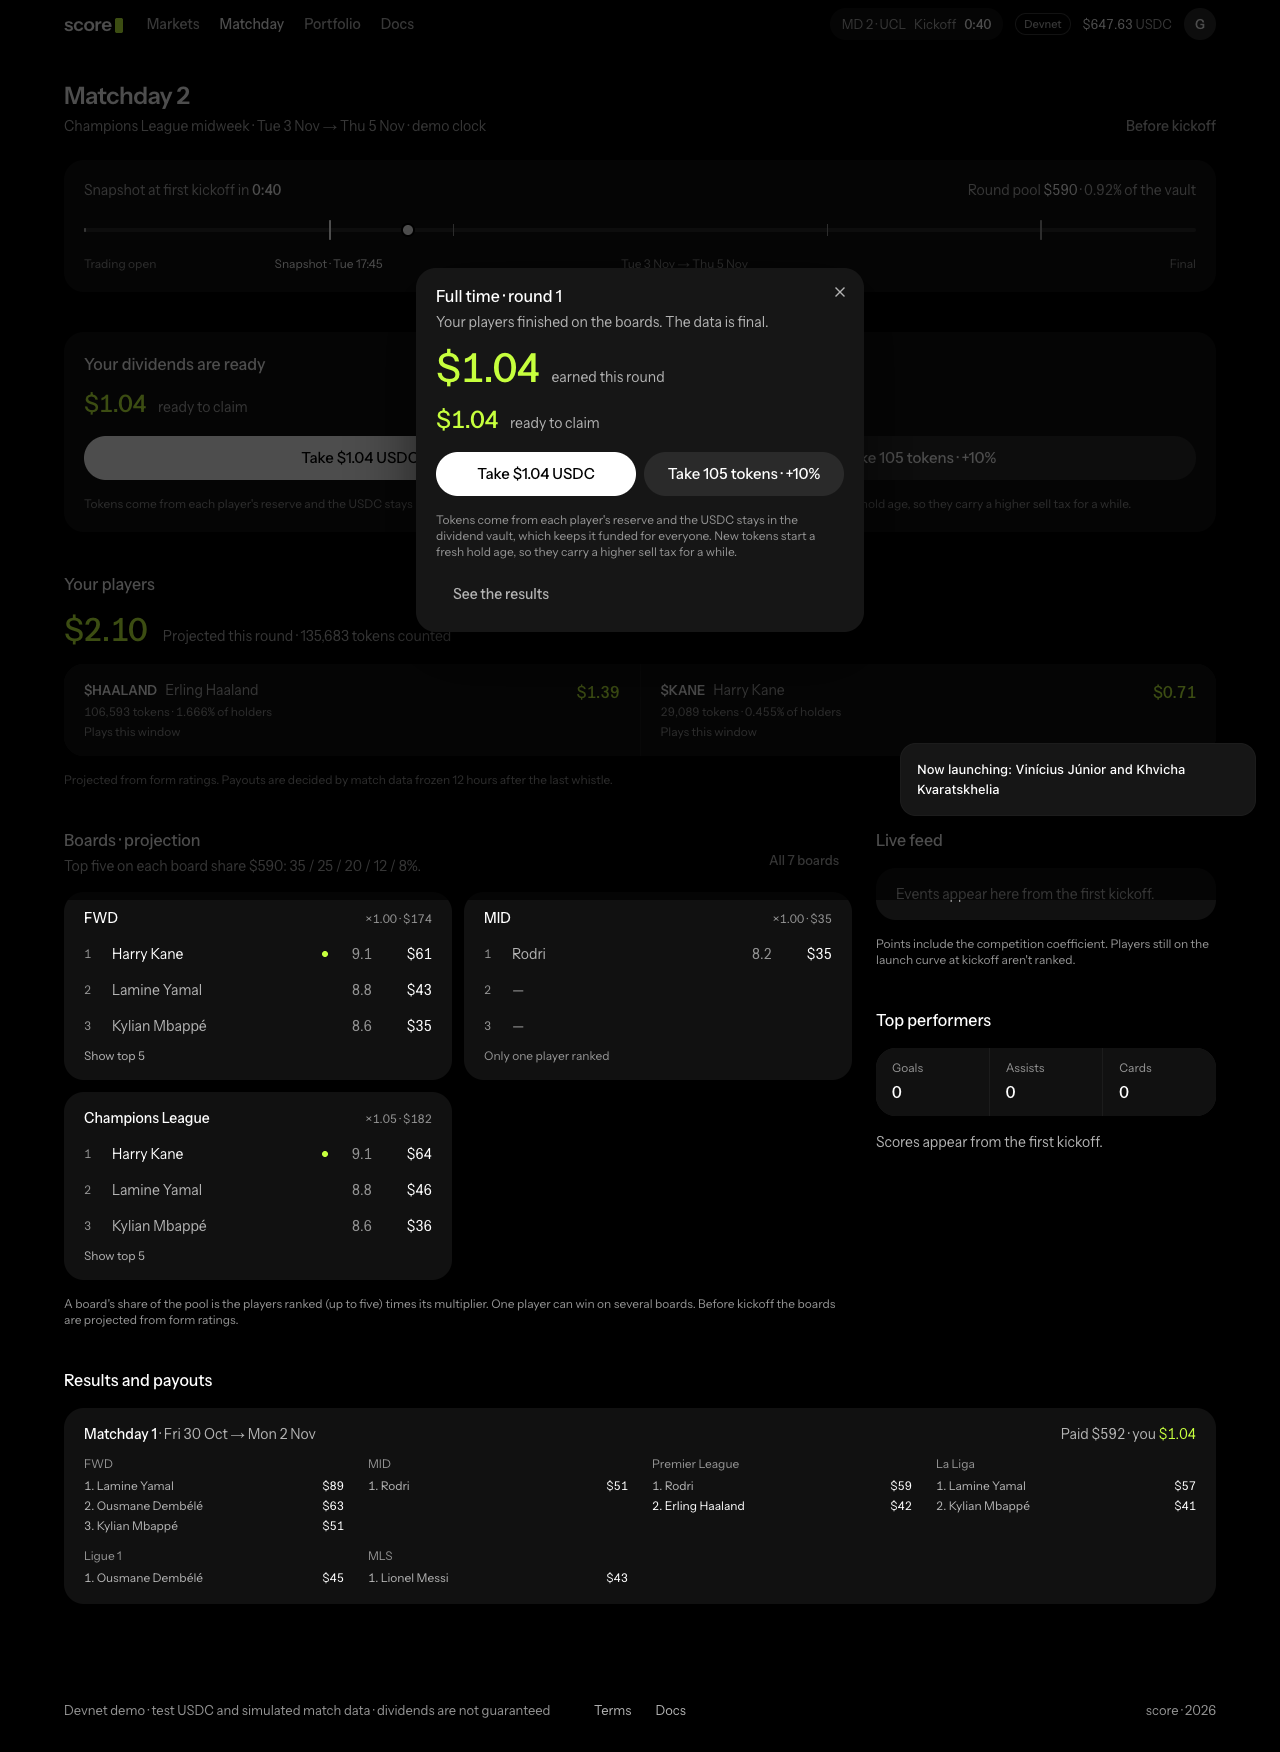 score
Markets Matchday Portfolio Docs
MD 2 · UCL Kickoff 0:40
Devnet
$647.63 USDC
G
Matchday 2
Champions League midweek · Tue 3 Nov → Thu 5 Nov · demo clock
Before kickoff
Snapshot at first kickoff in 0:40
Round pool $590 · 0.92% of the vault
Trading open
Snapshot · Tue 17:45
Tue 3 Nov → Thu 5 Nov
Final
Full time · round 1
×
Your players finished on the boards. The data is final.
$1.04 earned this round
$1.04 ready to claim
Take $1.04 USDC
Take 105 tokens · +10%
Tokens come from each player's reserve and the USDC stays in the
dividend vault, which keeps it funded for everyone. New tokens start a
fresh hold age, so they carry a higher sell tax for a while.
See the results
Your dividends are ready
$1.04 ready to claim
Take $1.04 USDC
ke 105 tokens · +10%
Tokens come from each player's reserve and the USDC stays
hold age, so they carry a higher sell tax for a while.
Your players
$2.10 Projected this round · 135,683 tokens counted
$HAALAND Erling Haaland
$1.39
106,593 tokens · 1.666% of holders
Plays this window
$KANE Harry Kane
$0.71
29,089 tokens · 0.455% of holders
Plays this window
Projected from form ratings. Payouts are decided by match data frozen 12 hours after the last whistle.
Now launching: Vinícius Júnior and Khvicha
Kvaratskhelia
Boards · projection
Top five on each board share $590: 35 / 25 / 20 / 12 / 8%.
All 7 boards
FWD ×1.00 · $174
1 Harry Kane 9.1 $61
2 Lamine Yamal 8.8 $43
3 Kylian Mbappé 8.6 $35
Show top 5
MID ×1.00 · $35
1 Rodri 8.2 $35
2 —
3 —
Only one player ranked
Champions League ×1.05 · $182
1 Harry Kane 9.1 $64
2 Lamine Yamal 8.8 $46
3 Kylian Mbappé 8.6 $36
Show top 5
A board's share of the pool is the players ranked (up to five) times its multiplier. One player can win on several boards. Before kickoff the boards
are projected from form ratings.
Live feed
Events appear here from the first kickoff.
Points include the competition coefficient. Players still on the
launch curve at kickoff aren't ranked.
Top performers
Goals
0
Assists
0
Cards
0
Scores appear from the first kickoff.
Results and payouts
Matchday 1 · Fri 30 Oct → Mon 2 Nov
Paid $592 · you $1.04
FWD
1. Lamine Yamal $89
2. Ousmane Dembélé $63
3. Kylian Mbappé $51
MID
1. Rodri $51
Premier League
1. Rodri $59
2. Erling Haaland $42
La Liga
1. Lamine Yamal $57
2. Kylian Mbappé $41
Ligue 1
1. Ousmane Dembélé $45
MLS
1. Lionel Messi $43
Devnet demo · test USDC and simulated match data · dividends are not guaranteed
Terms
Docs
score · 2026